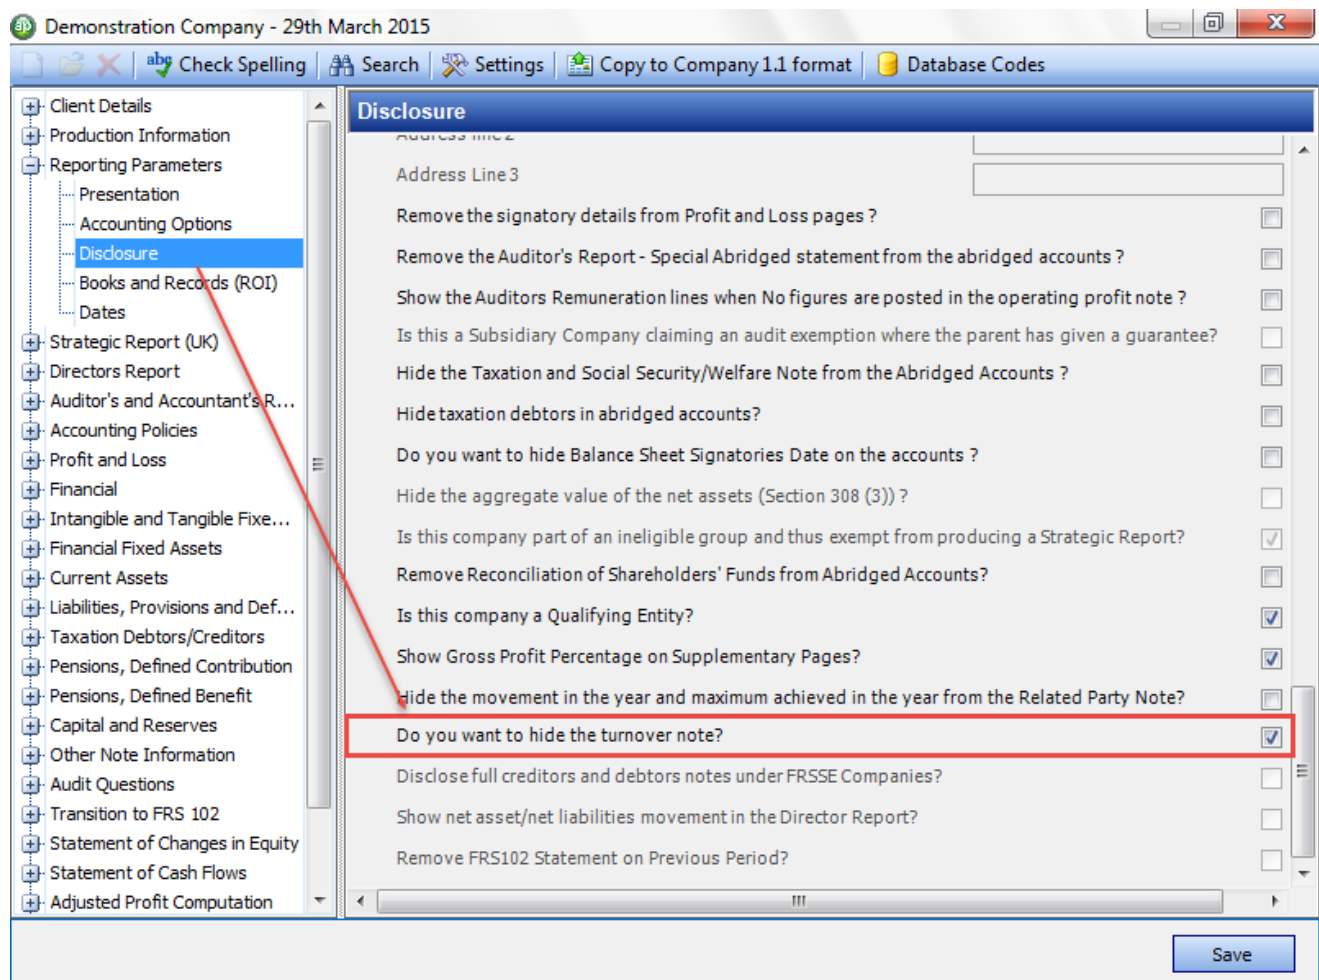 Demonstration Company - 29th March 2015
abc Check Spelling Search Settings Copy to Company 1.1 format Database Codes
Client Details
Production Information
Reporting Parameters
Presentation
Accounting Options
Disclosure
Books and Records (ROI)
Dates
Strategic Report (UK)
Directors Report
Auditor's and Accountant's R...
Accounting Policies
Profit and Loss
Financial
Intangible and Tangible Fixe...
Financial Fixed Assets
Current Assets
Liabilities, Provisions and Def...
Taxation Debtors/Creditors
Pensions, Defined Contribution
Pensions, Defined Benefit
Capital and Reserves
Other Note Information
Audit Questions
Transition to FRS 102
Statement of Changes in Equity
Statement of Cash Flows
Adjusted Profit Computation
Disclosure
Address line 2
Address Line 3
Remove the signatory details from Profit and Loss pages ?
Remove the Auditor's Report - Special Abridged statement from the abridged accounts ?
Show the Auditors Remuneration lines when No figures are posted in the operating profit note ?
Is this a Subsidiary Company claiming an audit exemption where the parent has given a guarantee?
Hide the Taxation and Social Security/Welfare Note from the Abridged Accounts ?
Hide taxation debtors in abridged accounts?
Do you want to hide Balance Sheet Signatories Date on the accounts ?
Hide the aggregate value of the net assets (Section 308 (3)) ?
Is this company part of an ineligible group and thus exempt from producing a Strategic Report?
Remove Reconciliation of Shareholders' Funds from Abridged Accounts?
Is this company a Qualifying Entity?
Show Gross Profit Percentage on Supplementary Pages?
Hide the movement in the year and maximum achieved in the year from the Related Party Note?
Do you want to hide the turnover note?
Disclose full creditors and debtors notes under FRSSE Companies?
Show net asset/net liabilities movement in the Director Report?
Remove FRS102 Statement on Previous Period?
Save